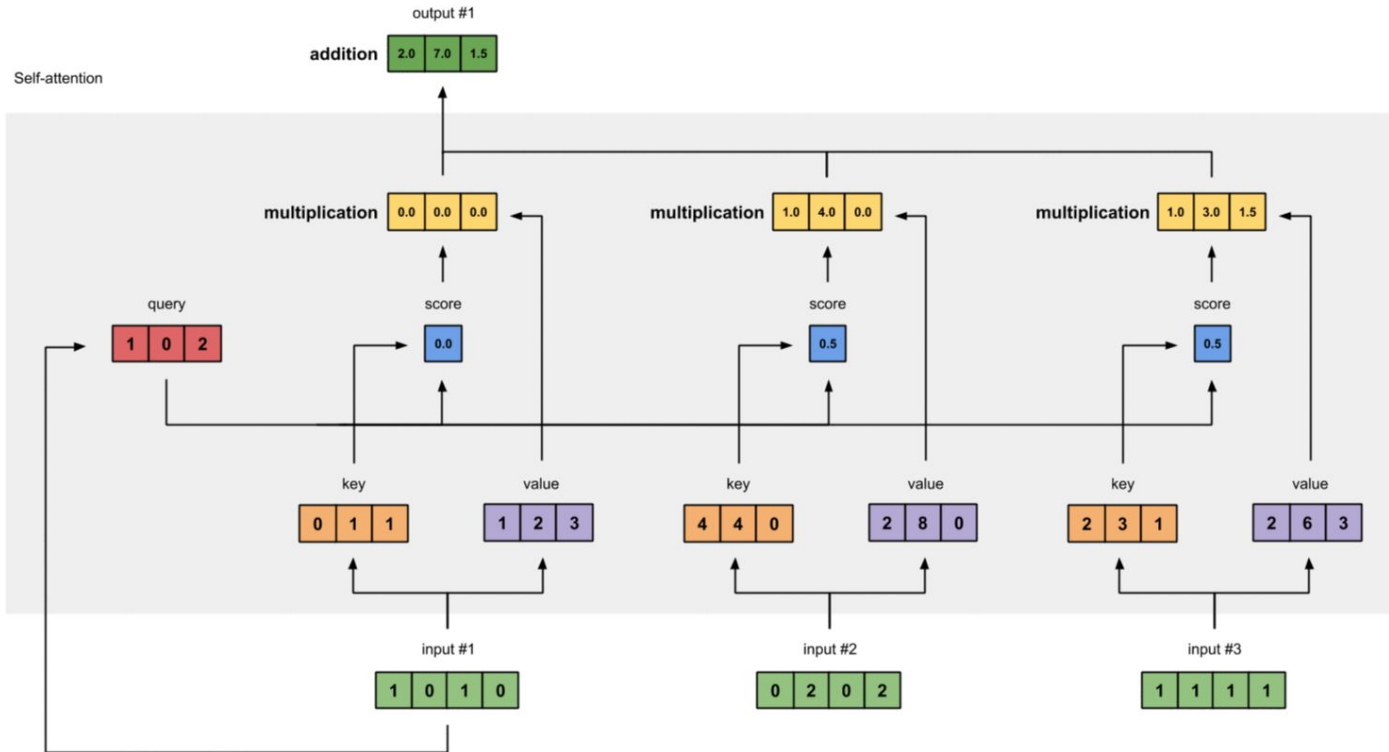 output #1
addition 2.0 7.0 1.5
Self-attention
multiplication 0.0 0.0 0.0 multiplication 1.0 4.0 0.0 multiplication 1.0 3.0 1.5
query score score score
1 0 2 0.0 0.5 0.5
key value key value key value
0 1 1 1 2 3 4 4 0 2 8 0 2 3 1 2 6 3
input #1 input #2 input #3
1 0 1 0 0 2 0 2 1 1 1 1